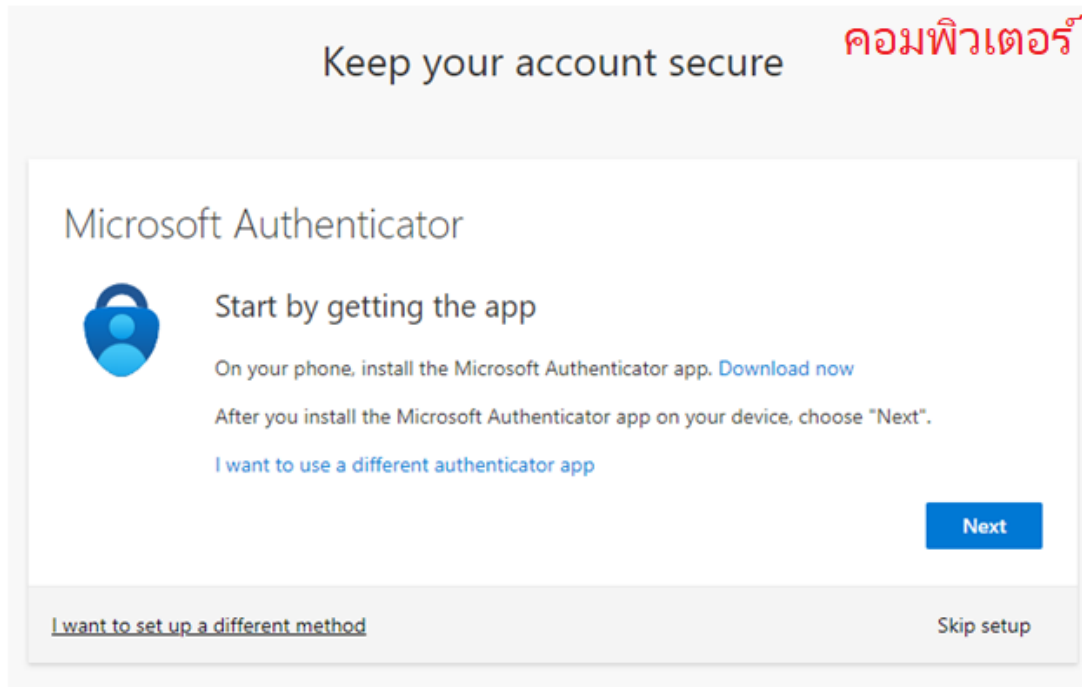 คอมพิวเตอร์
Keep your account secure
Microsoft Authenticator
Start by getting the app
On your phone, install the Microsoft Authenticator app. Download now
After you install the Microsoft Authenticator app on your device, choose "Next".
I want to use a different authenticator app
Next
I want to set up a different method
Skip setup